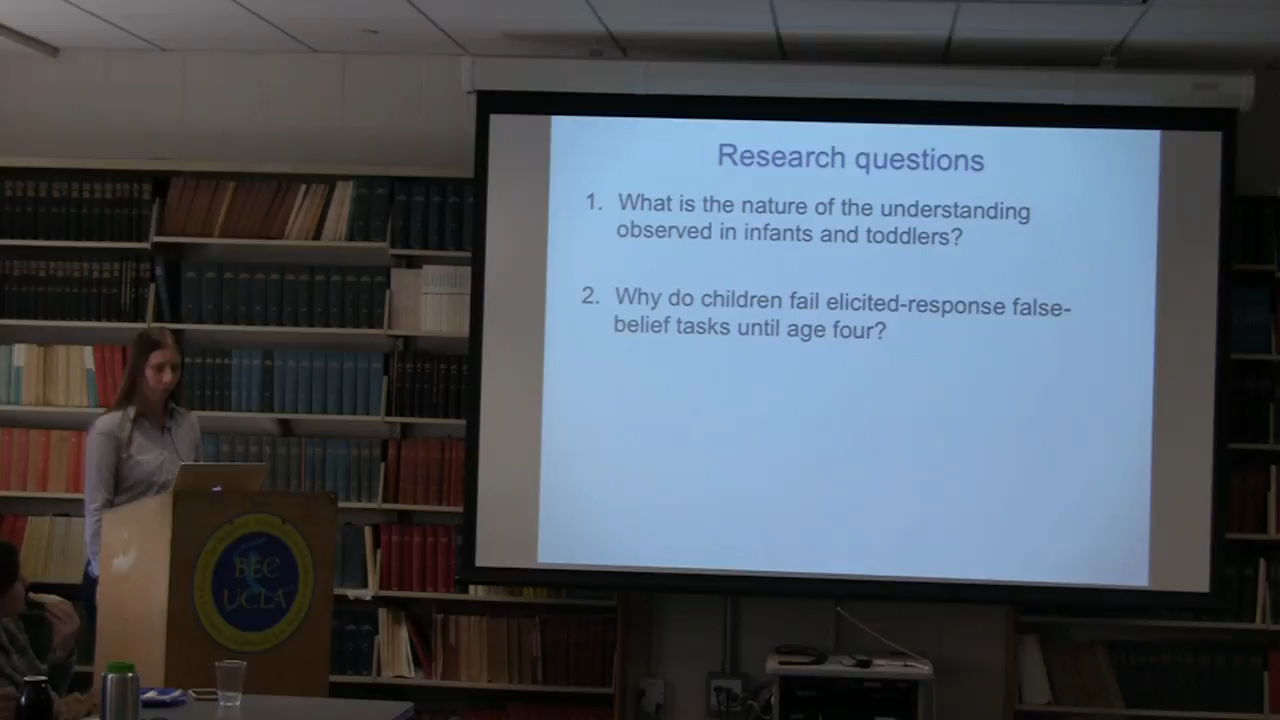 Research questions
1. What is the nature of the understanding
observed in infants and toddlers?
2. Why do children fail elicited-response false-
belief tasks until age four?
BEC
UCLA